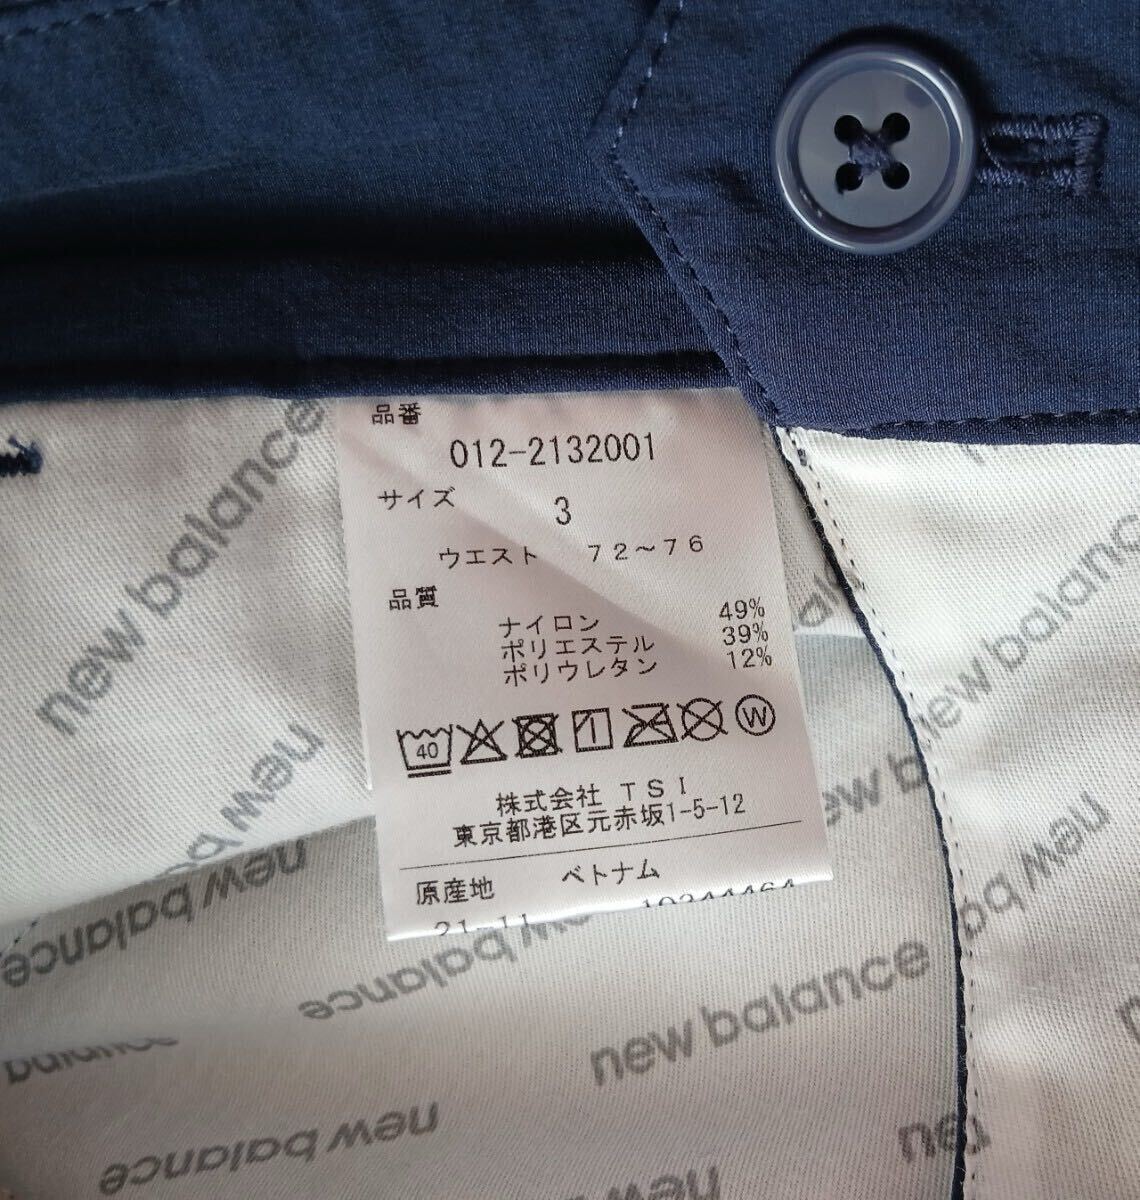 品番
012-2132001
サイズ 3
ウエスト 72～76
品質
ナイロン 49%
ポリエステル 39%
ポリウレタン 12%
40 W
株式会社 TSI
東京都港区元赤坂1-5-12
原産地 ベトナム
new balance
new balance
new balance
new balance
new balance
new balance
new balance